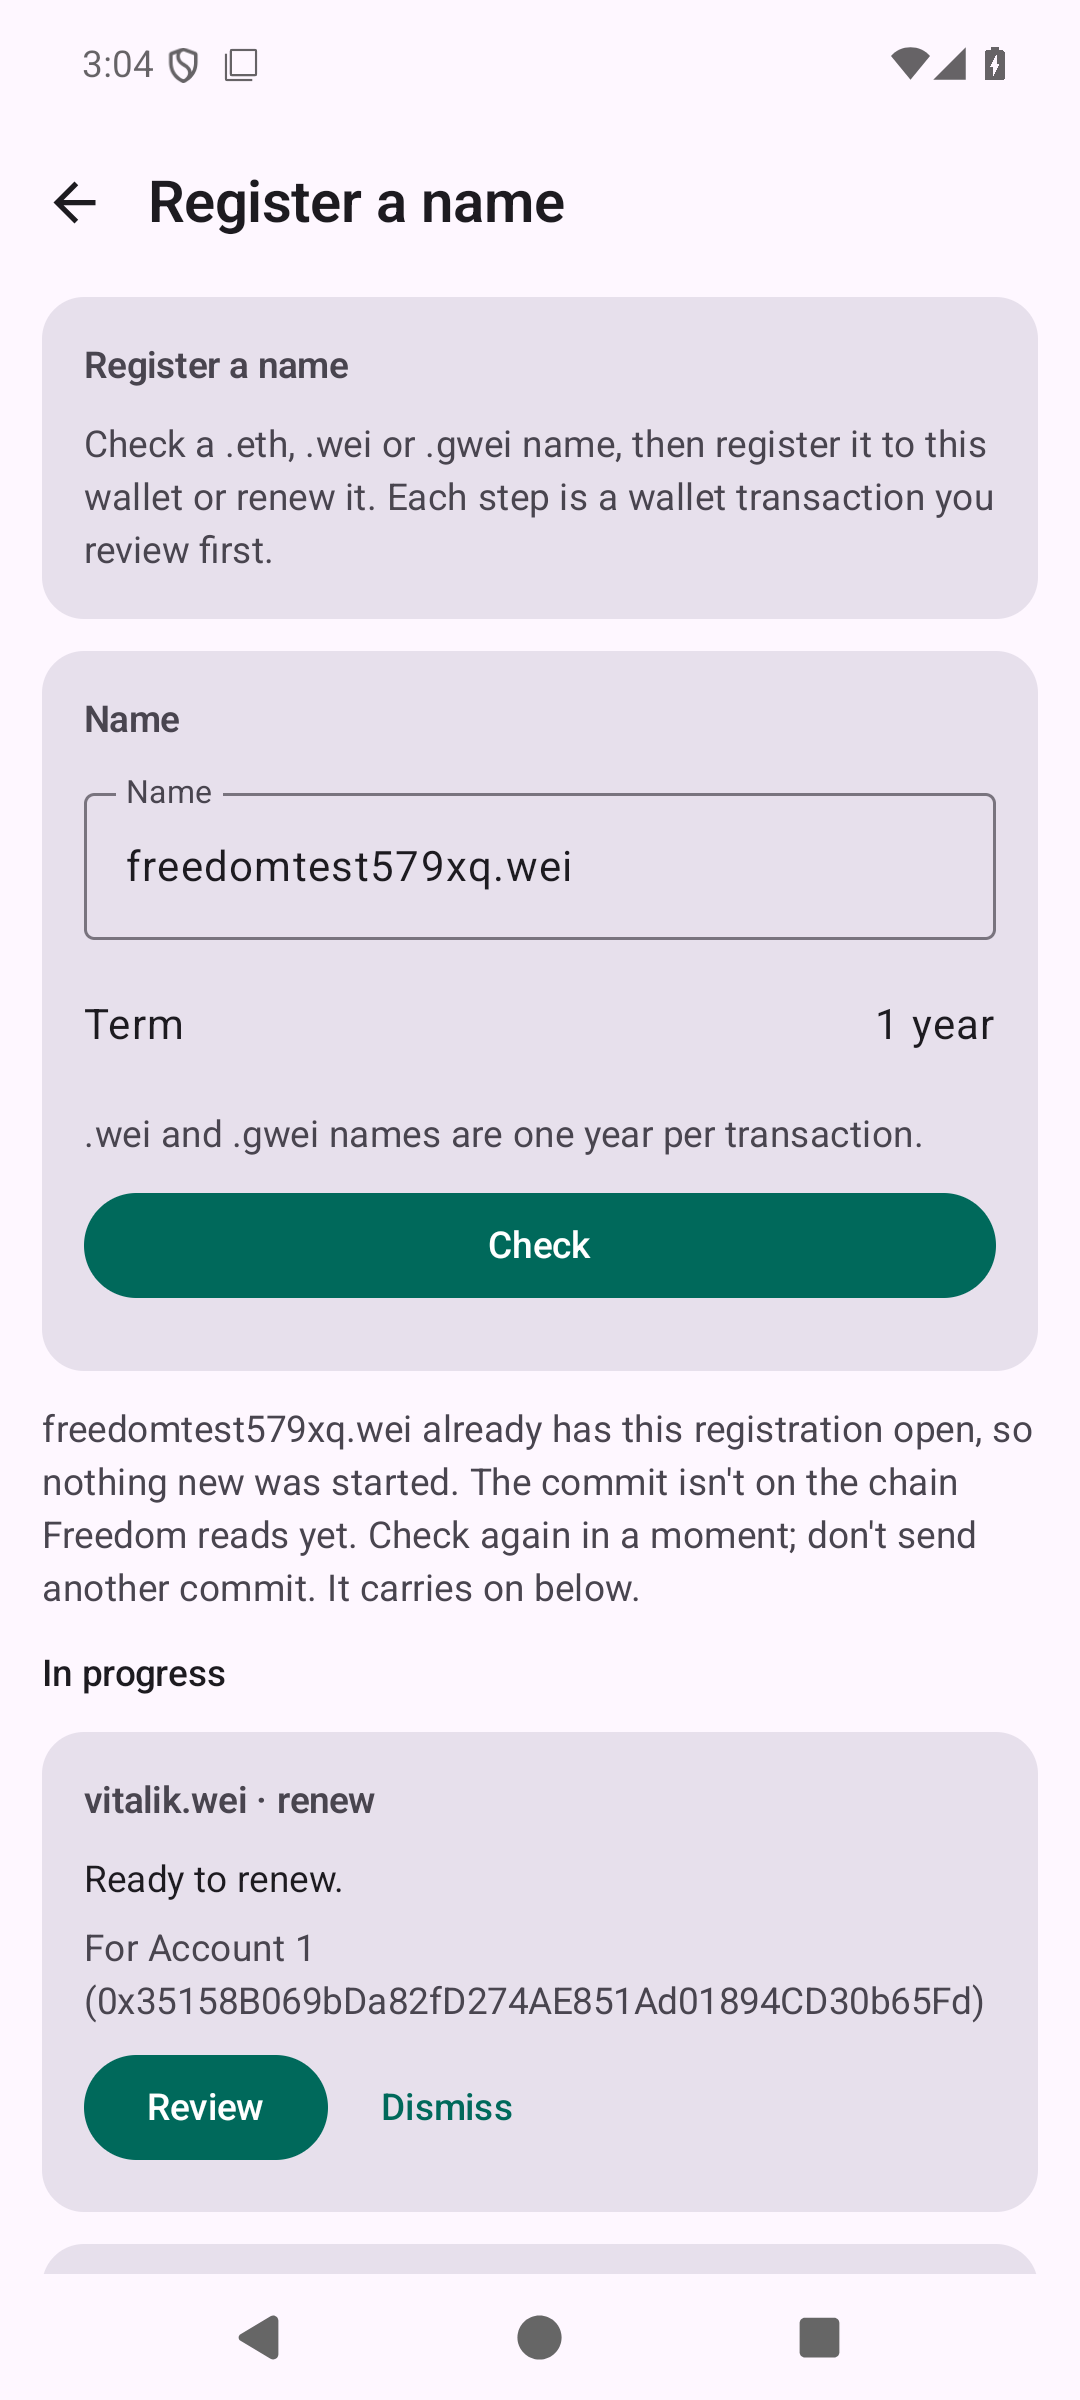 3:04
Register a name
Register a name
Check a .eth, .wei or .gwei name, then register it to this
wallet or renew it. Each step is a wallet transaction you
review first.
Name
Name
freedomtest579xq.wei
Term 1 year
.wei and .gwei names are one year per transaction.
Check
freedomtest579xq.wei already has this registration open, so
nothing new was started. The commit isn't on the chain
Freedom reads yet. Check again in a moment; don't send
another commit. It carries on below.
In progress
vitalik.wei · renew
Ready to renew.
For Account 1
(0x35158B069bDa82fD274AE851Ad01894CD30b65Fd)
Review Dismiss